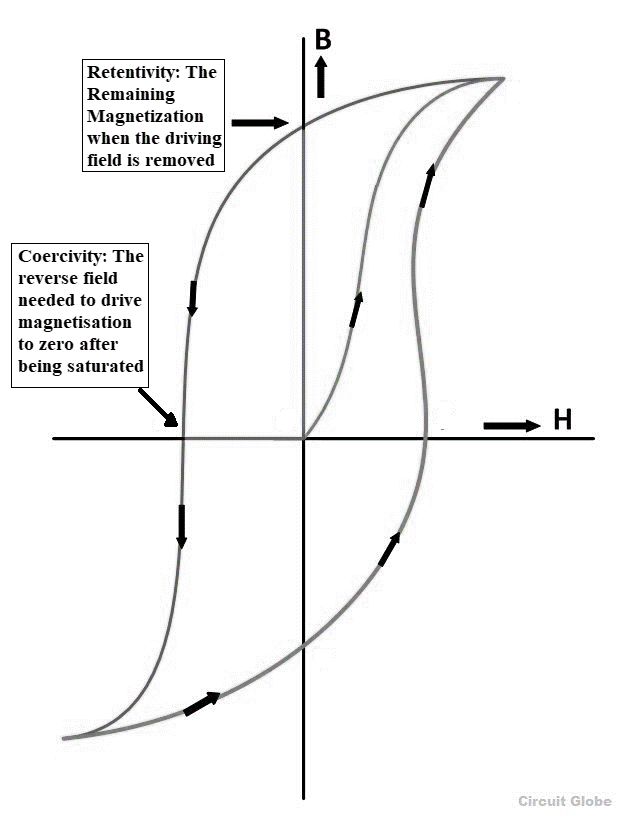 B
Retentivity: The
Remaining
Magnetization
when the driving
field is removed
Coercivity: The
reverse field
needed to drive
magnetisation
to zero after
being saturated
H
Circuit Globe